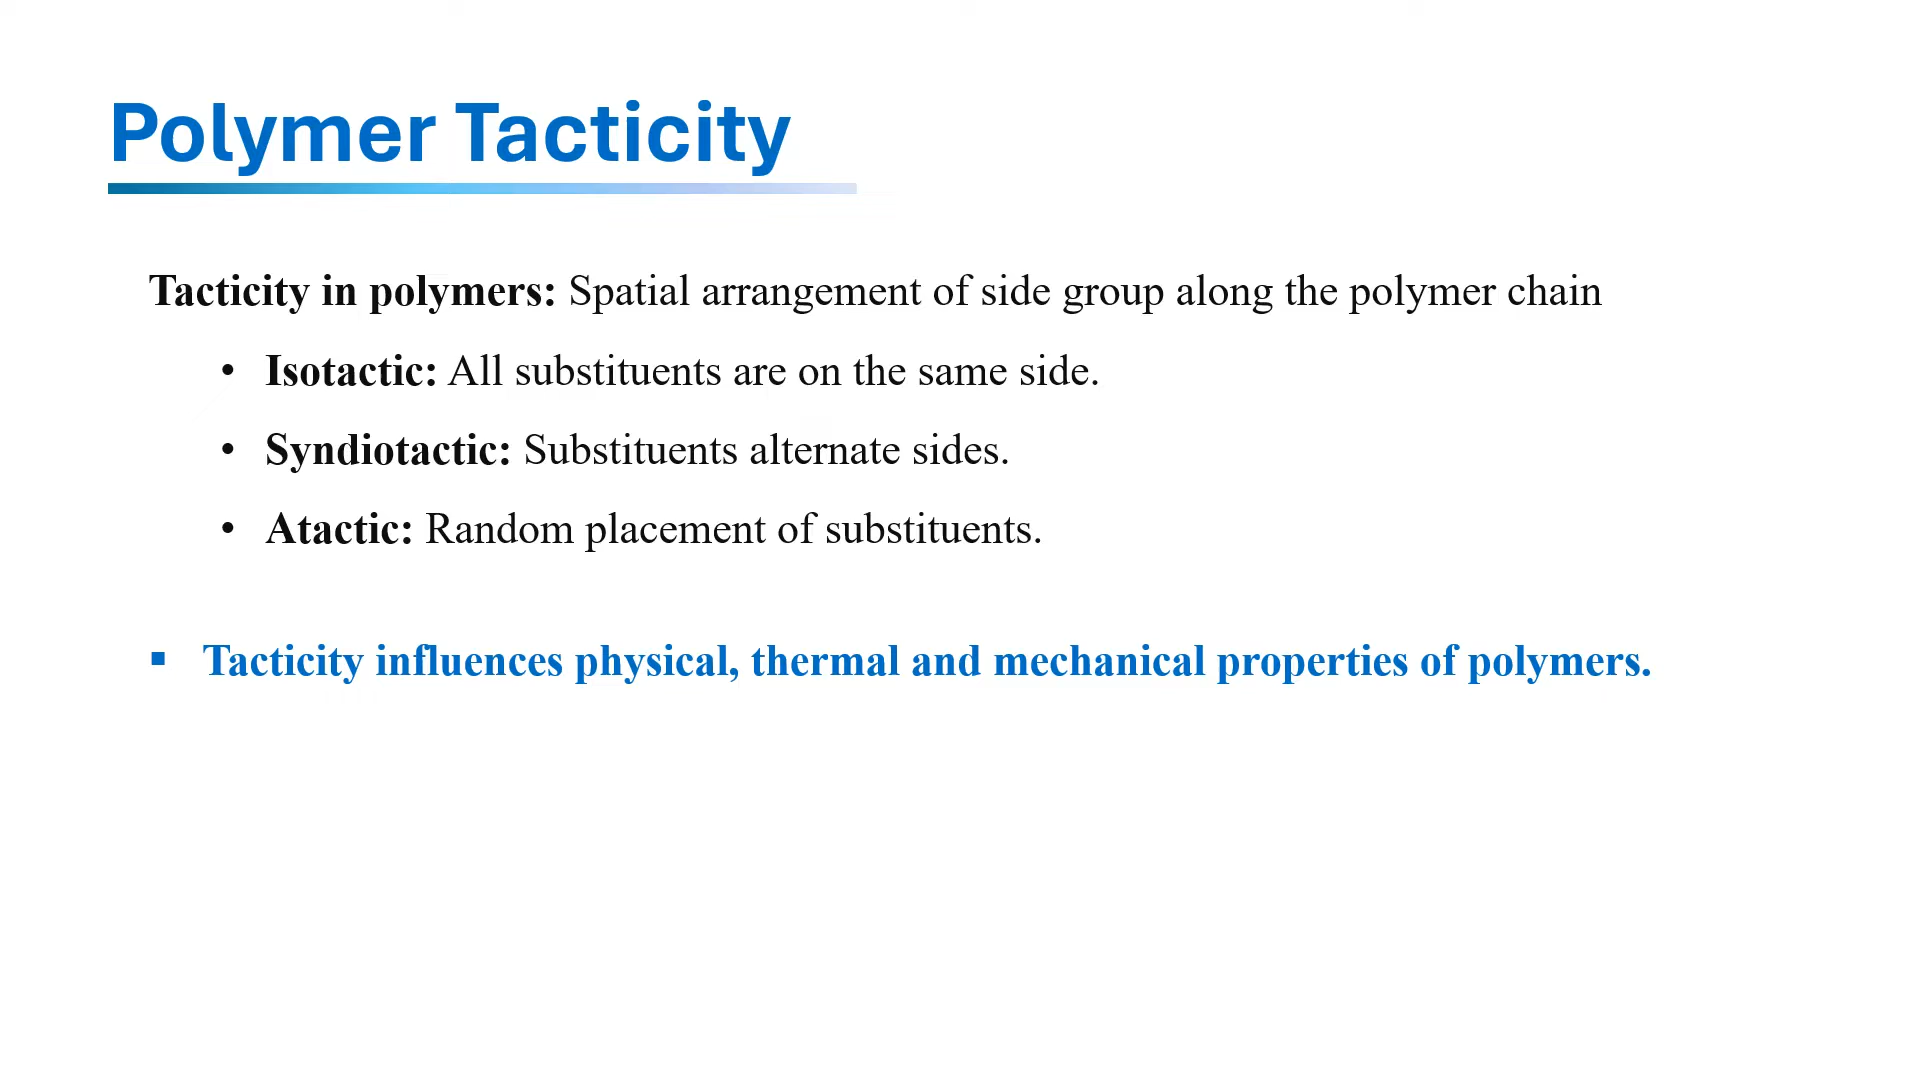 Polymer Tacticity
Tacticity in polymers: Spatial arrangement of side group along the polymer chain
• Isotactic: All substituents are on the same side.
• Syndiotactic: Substituents alternate sides.
• Atactic: Random placement of substituents.
▪ Tacticity influences physical, thermal and mechanical properties of polymers.